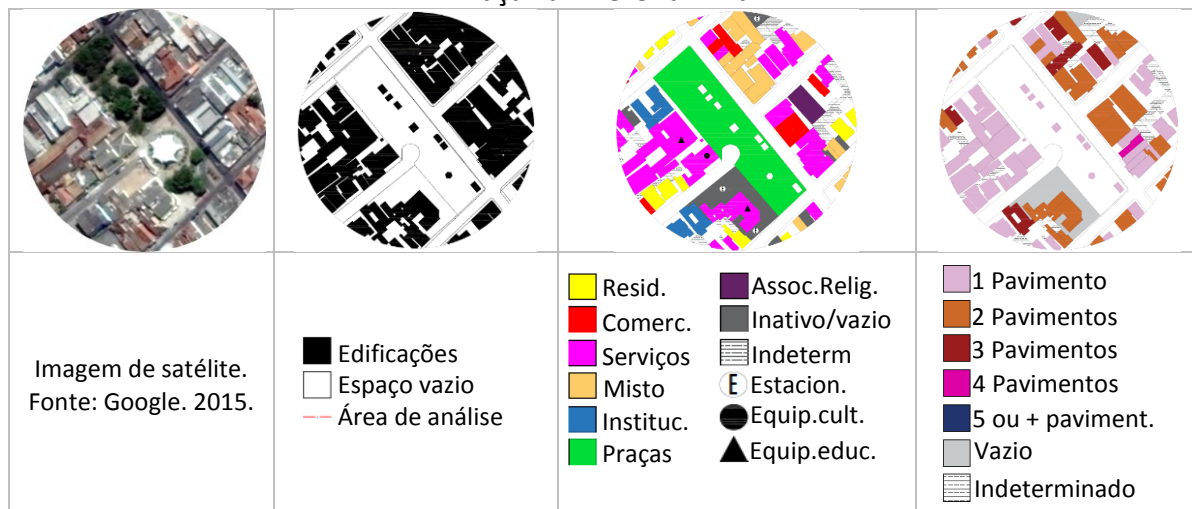 Imagem de satélite.
Fonte: Google. 2015.
Edificações
Espaço vazio
Área de análise
Resid.
Comerc.
Serviços
Misto
Instituc.
Praças
Assoc.Relig.
Inativo/vazio
Indeterm
E Estacion.
Equip.cult.
Equip.educ.
1 Pavimento
2 Pavimentos
3 Pavimentos
4 Pavimentos
5 ou + paviment.
Vazio
Indeterminado